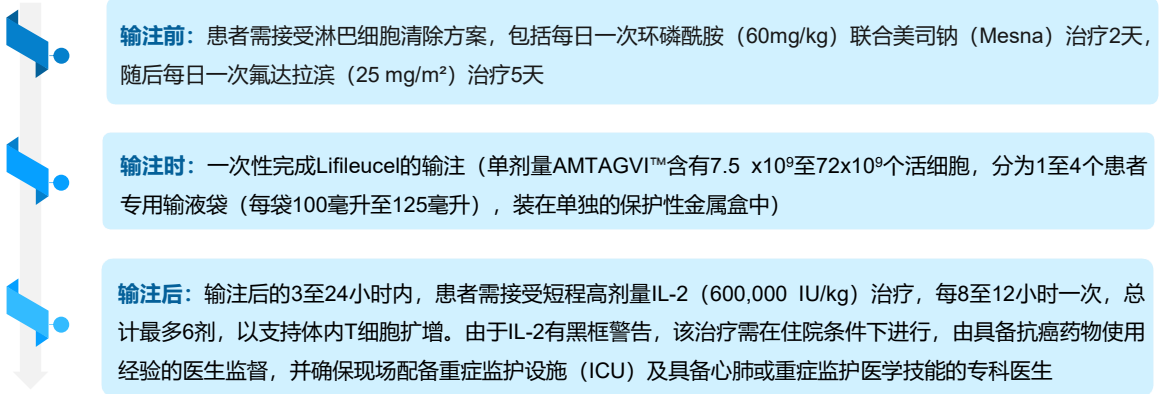 输注前：患者需接受淋巴细胞清除方案，包括每日一次环磷酰胺（60mg/kg）联合美司钠（Mesna）治疗2天，
随后每日一次氟达拉滨（25 mg/m²）治疗5天
输注时：一次性完成Lifileucel的输注（单剂量AMTAGVI™含有7.5 x10⁹至72x10⁹个活细胞，分为1至4个患者
专用输液袋（每袋100毫升至125毫升），装在单独的保护性金属盒中）
输注后：输注后的3至24小时内，患者需接受短程高剂量IL-2（600,000 IU/kg）治疗，每8至12小时一次，总
计最多6剂，以支持体内T细胞扩增。由于IL-2有黑框警告，该治疗需在住院条件下进行，由具备抗癌药物使用
经验的医生监督，并确保现场配备重症监护设施（ICU）及具备心肺或重症监护医学技能的专科医生